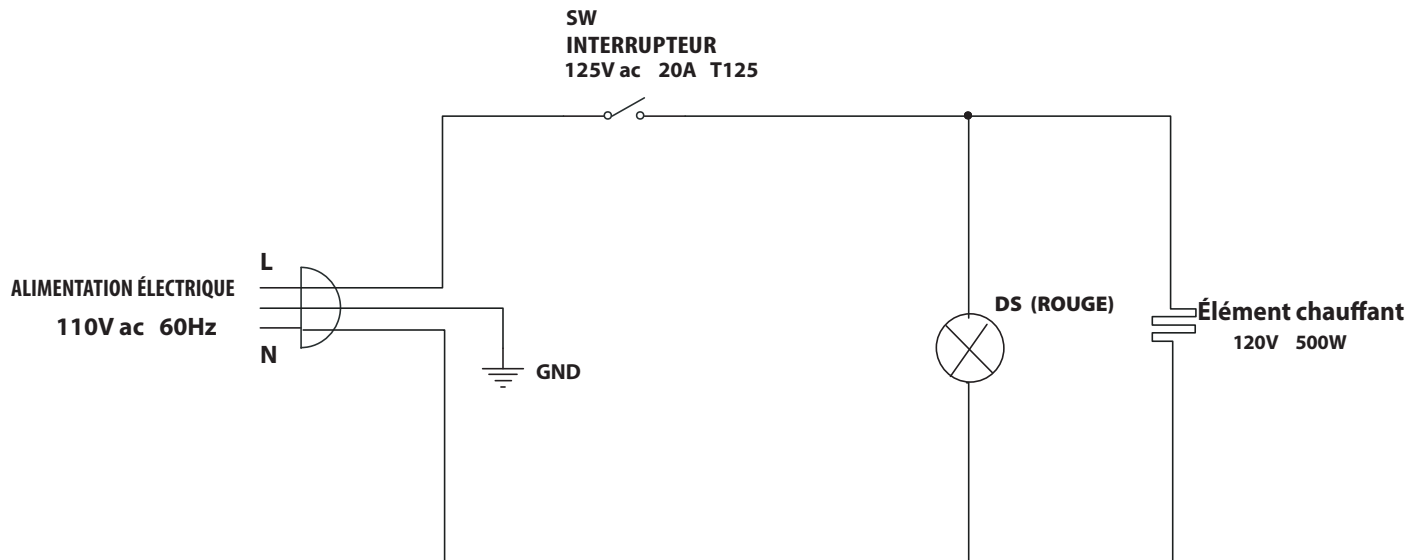 SW
INTERRUPTEUR
125V ac 20A T125
L
ALIMENTATION ÉLECTRIQUE
110V ac 60Hz
N
GND
DS (ROUGE)
Élément chauffant
120V 500W